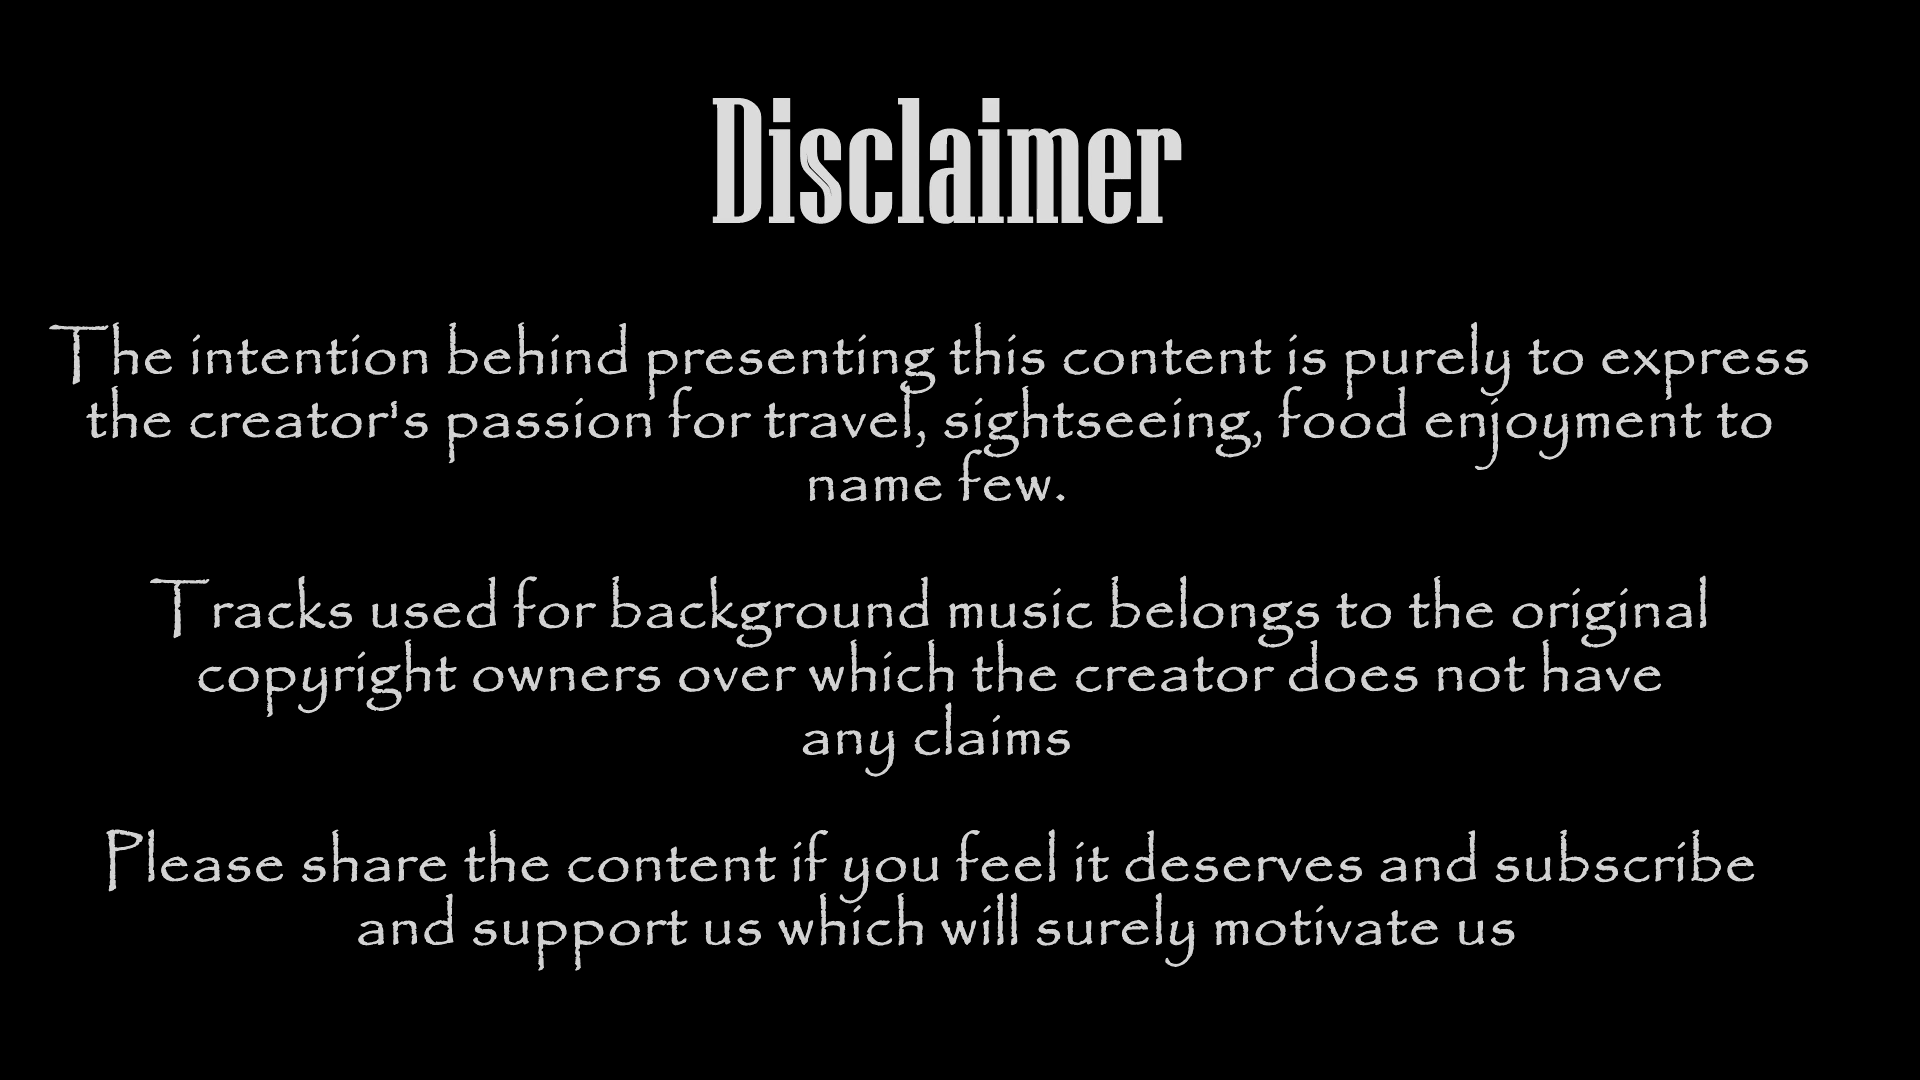 Disclaimer
The intention behind presenting this content is purely to express
the creator's passion for travel, sightseeing, food enjoyment to
name few.
Tracks used for background music belongs to the original
copyright owners over which the creator does not have
any claims
Please share the content if you feel it deserves and subscribe
and support us which will surely motivate us